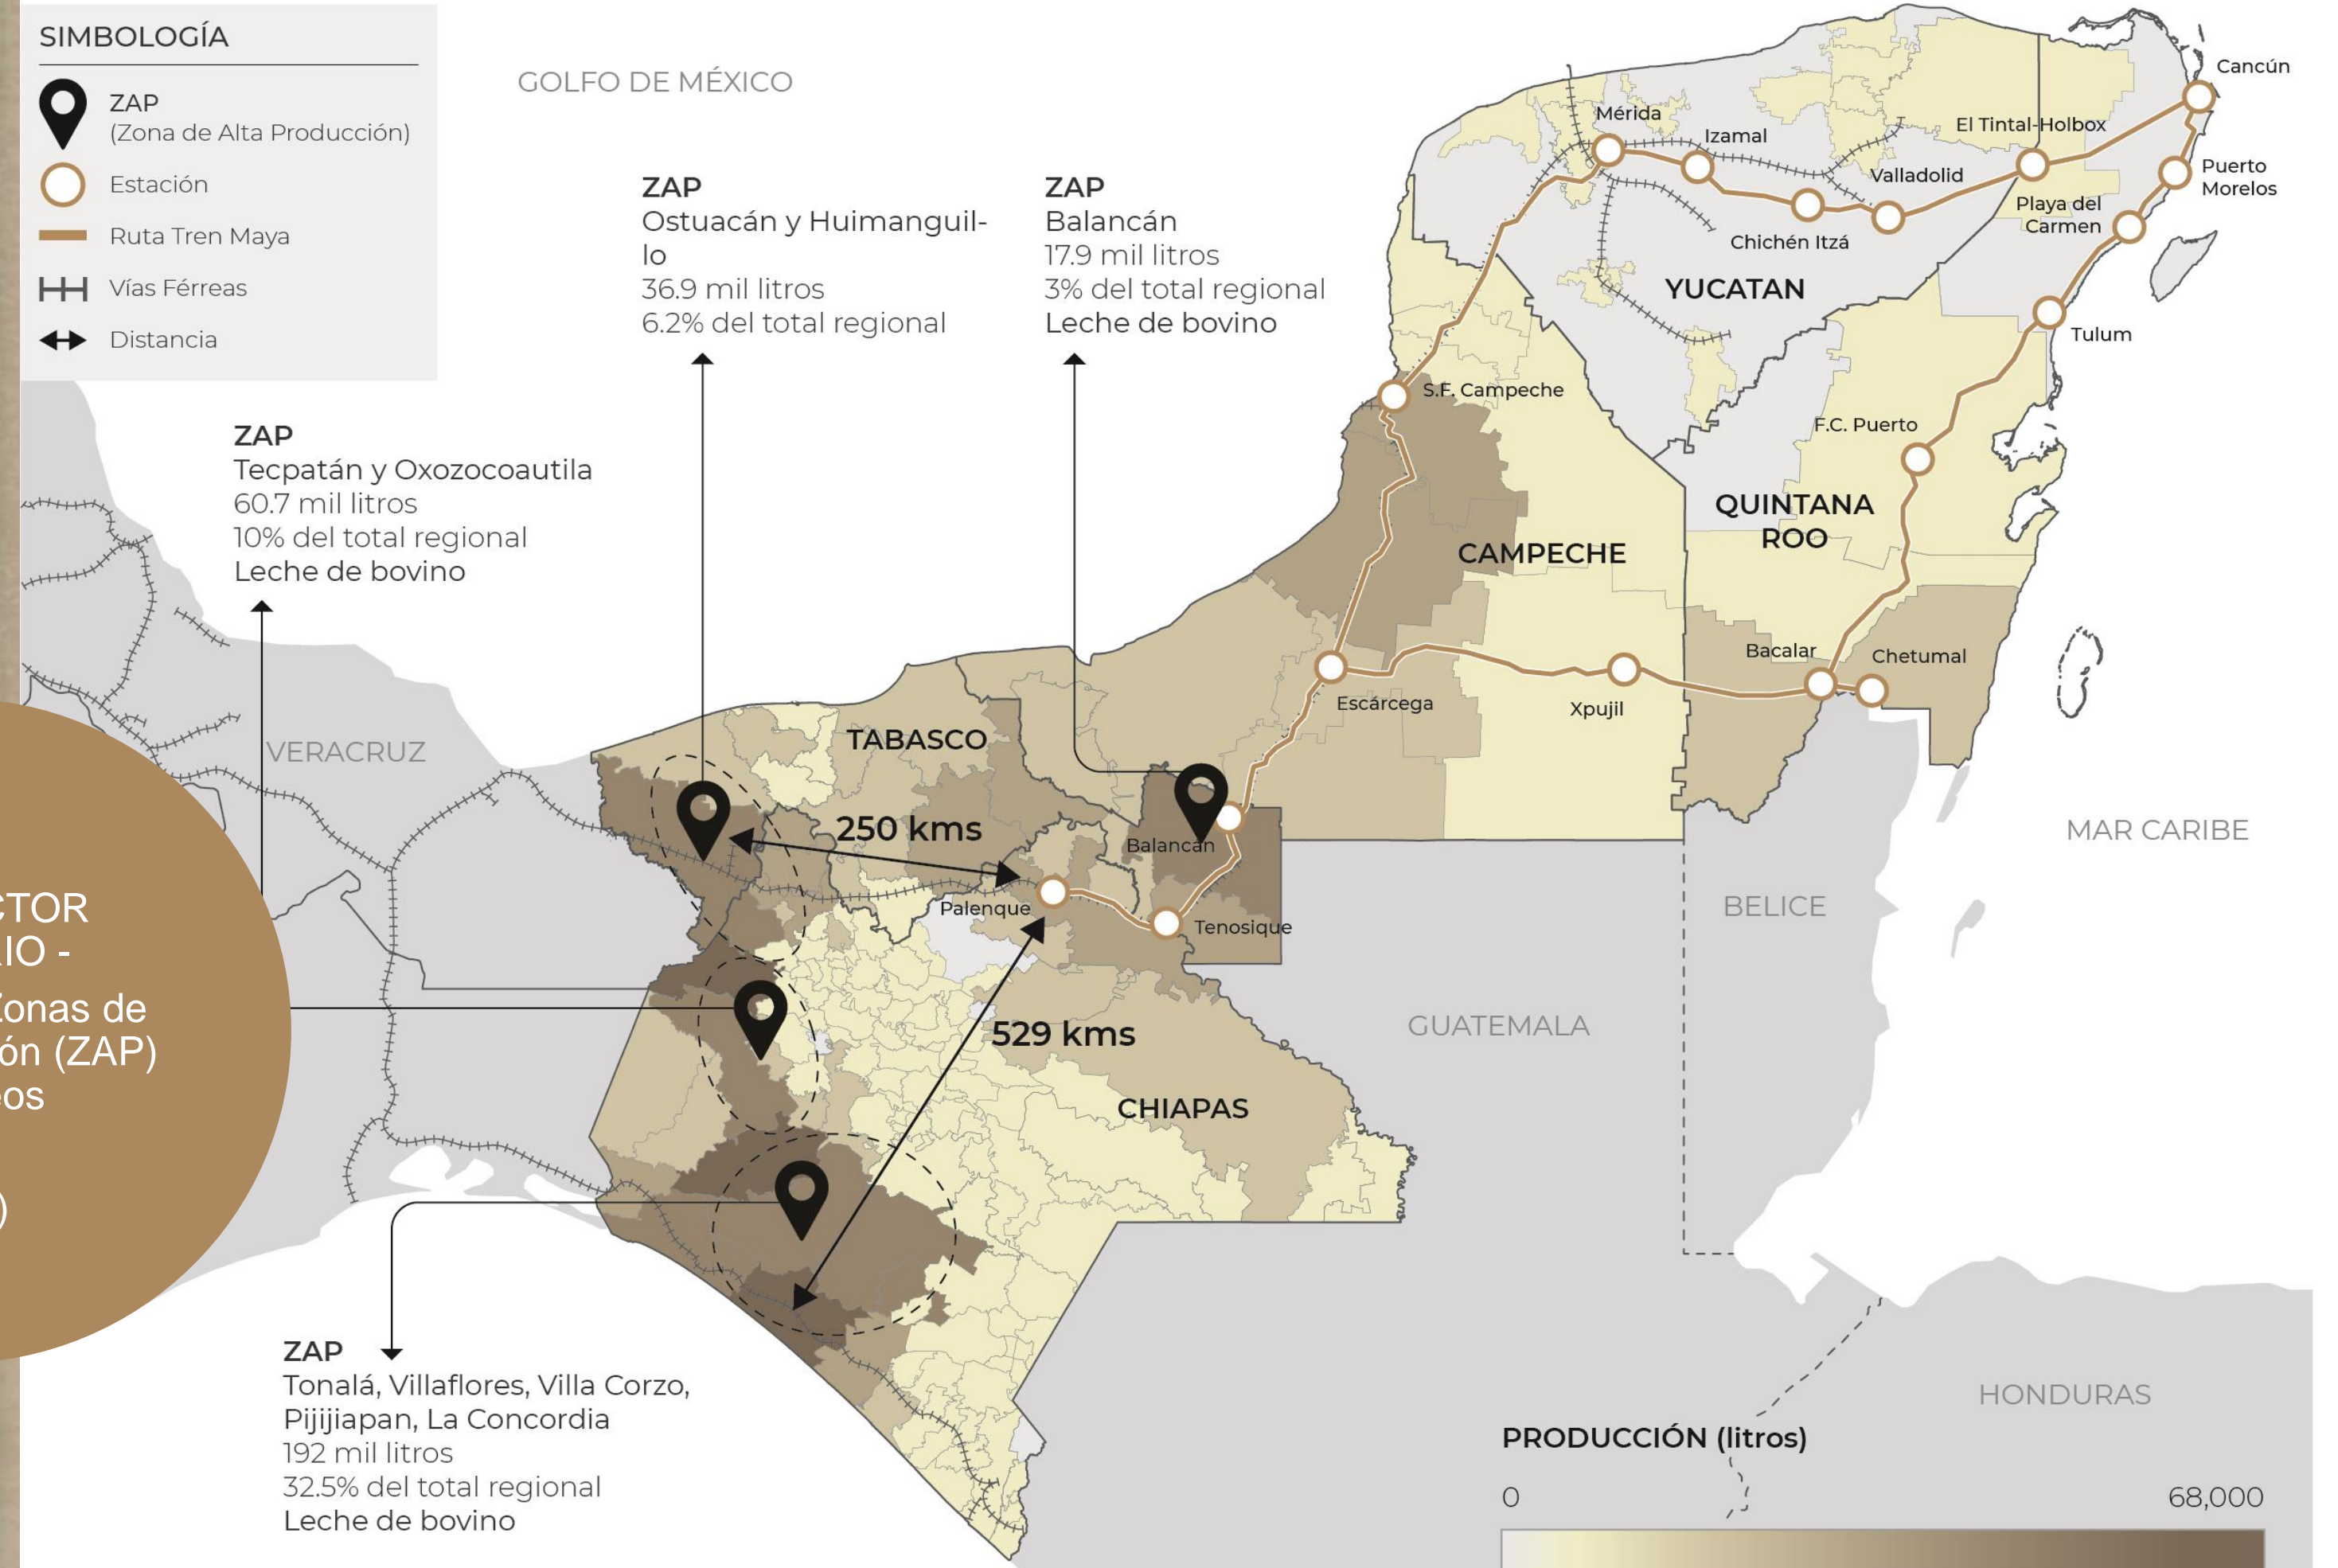 SIMBOLOGÍA
ZAP
(Zona de Alta Producción)
Estación
Ruta Tren Maya
Vías Férreas
Distancia
GOLFO DE MÉXICO
ZAP
Ostuacán y Huimanguil-
lo
36.9 mil litros
6.2% del total regional
ZAP
Balancán
17.9 mil litros
3% del total regional
Leche de bovino
ZAP
Tecpatán y Oxozocoautila
60.7 mil litros
10% del total regional
Leche de bovino
Cancún
Mérida
Izamal
El Tintal-Holbox
Valladolid
Puerto
Morelos
Playa del
Carmen
Chichén Itzá
YUCATAN
Tulum
S.F. Campeche
F.C. Puerto
QUINTANA
ROO
CAMPECHE
Bacalar
Chetumal
Escárcega
Xpujil
VERACRUZ
TABASCO
250 kms
Balancán
Palenque
Tenosique
MAR CARIBE
BELICE
GUATEMALA
529 kms
CHIAPAS
CTOR
IO -
Zonas de
ón (ZAP)
eos
)
ZAP
Tonalá, Villaflores, Villa Corzo,
Pijijiapan, La Concordia
192 mil litros
32.5% del total regional
Leche de bovino
HONDURAS
PRODUCCIÓN (litros)
0
68,000